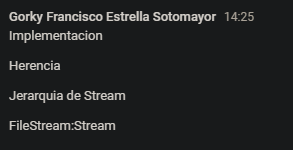 Gorky Francisco Estrella Sotomayor 14:25
Implementacion
Herencia
Jerarquia de Stream
FileStream:Stream